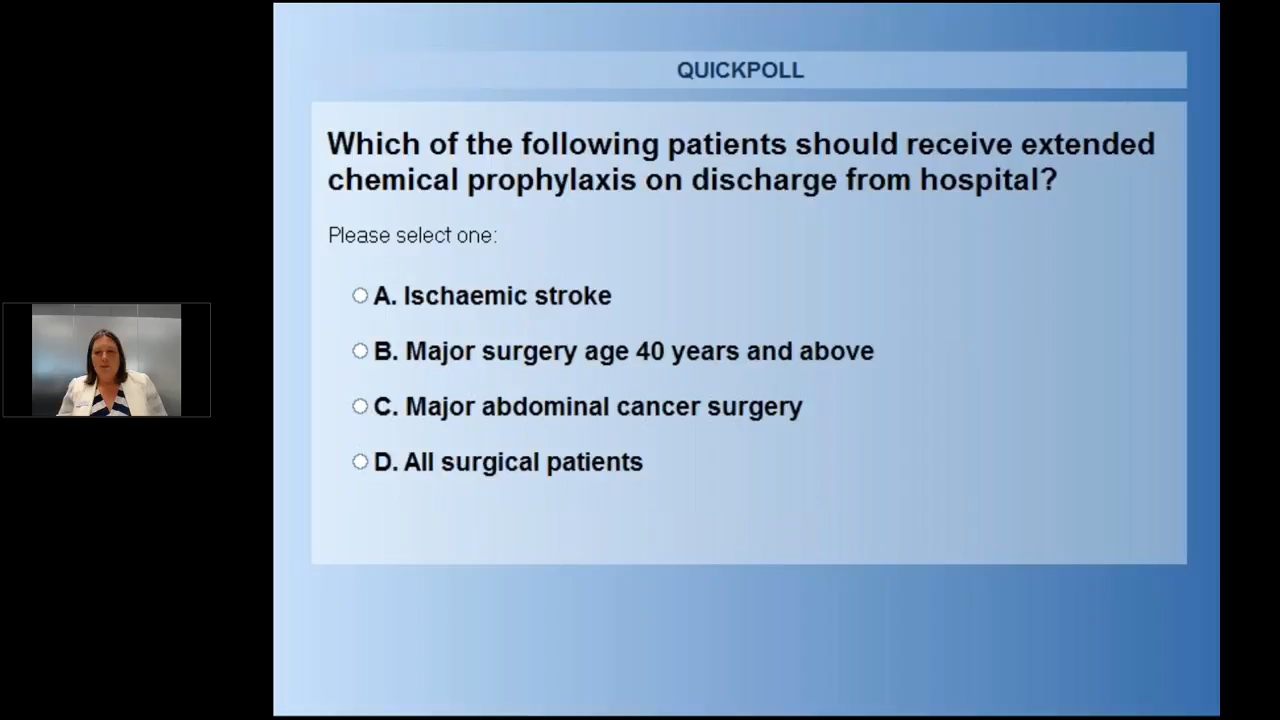 QUICKPOLL
Which of the following patients should receive extended
chemical prophylaxis on discharge from hospital?
Please select one:
A. Ischaemic stroke
B. Major surgery age 40 years and above
C. Major abdominal cancer surgery
D. All surgical patients